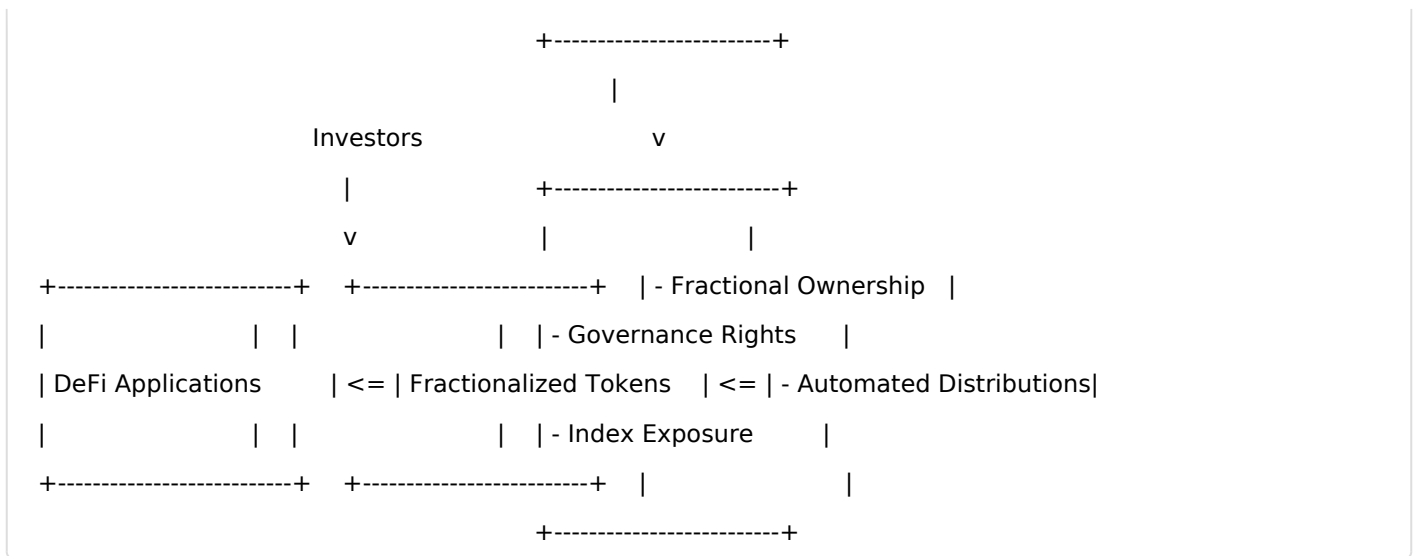 +-------------------------+
|
Investors v
| +--------------------------+
v | |
+---------------------------+ +--------------------------+ | - Fractional Ownership |
| | | | | - Governance Rights |
| DeFi Applications | <= | Fractionalized Tokens | <= | - Automated Distributions|
| | | | | - Index Exposure |
+---------------------------+ +--------------------------+ | |
+--------------------------+